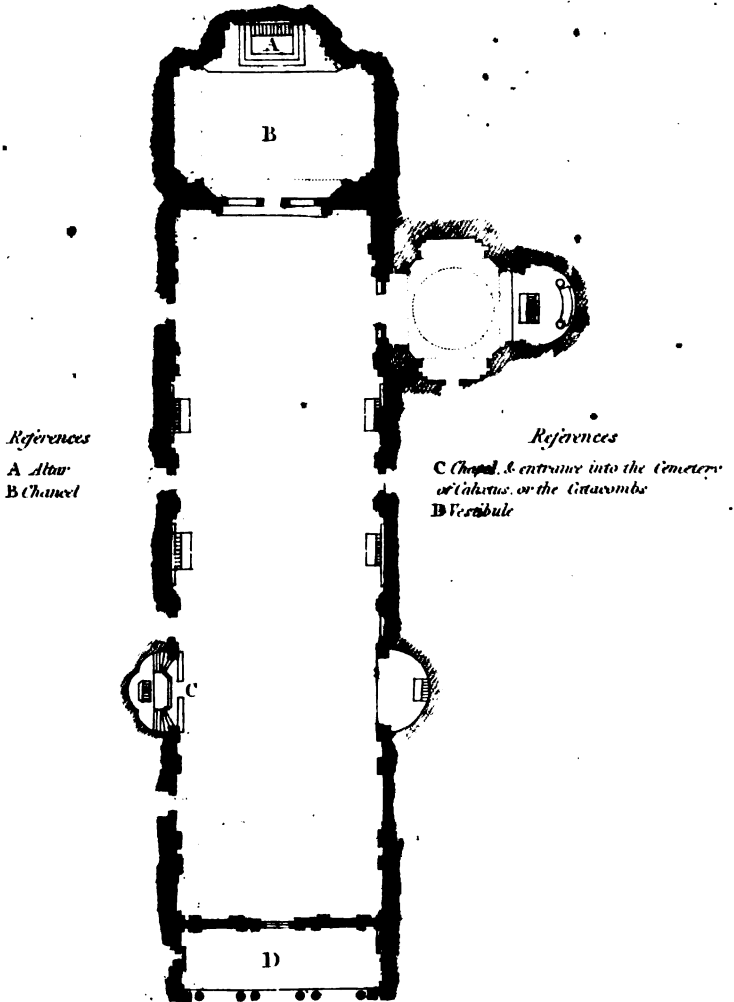 A
B
C
D
References
A Altar
B Chancel
References
C Chapel, & entrance into the Cemetery
of Calixtus, or the Catacombs
D Vestibule